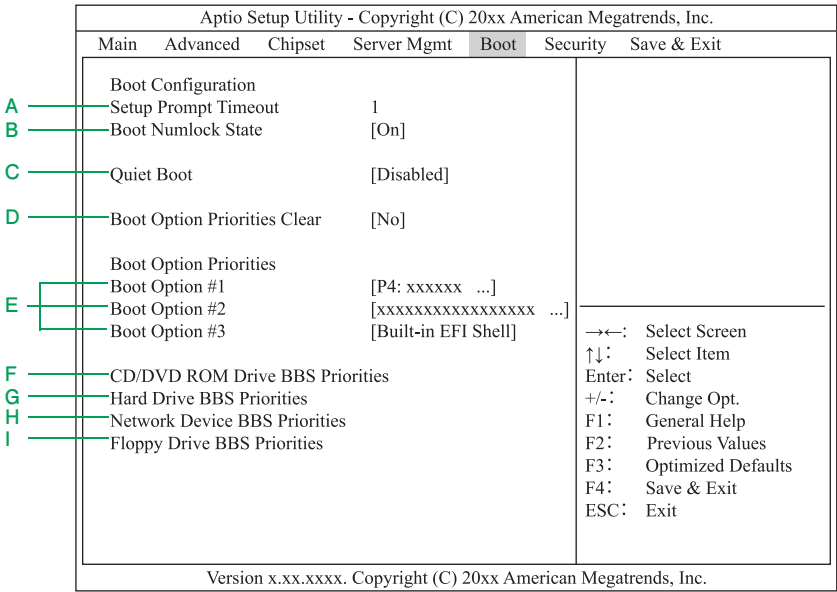 Aptio Setup Utility - Copyright (C) 20xx American Megatrends, Inc.
Main Advanced Chipset Server Mgmt Boot Security Save & Exit
Boot Configuration
A Setup Prompt Timeout 1
B Boot Numlock State [On]
C Quiet Boot [Disabled]
D Boot Option Priorities Clear [No]
Boot Option Priorities
Boot Option #1 [P4: xxxxxx ...]
E Boot Option #2 [xxxxxxxxxxxxxxxxx ...]
Boot Option #3 [Built-in EFI Shell]
F CD/DVD ROM Drive BBS Priorities
G Hard Drive BBS Priorities
H Network Device BBS Priorities
I Floppy Drive BBS Priorities
→←: Select Screen
↑↓: Select Item
Enter: Select
+/-: Change Opt.
F1: General Help
F2: Previous Values
F3: Optimized Defaults
F4: Save & Exit
ESC: Exit
Version x.xx.xxxx. Copyright (C) 20xx American Megatrends, Inc.